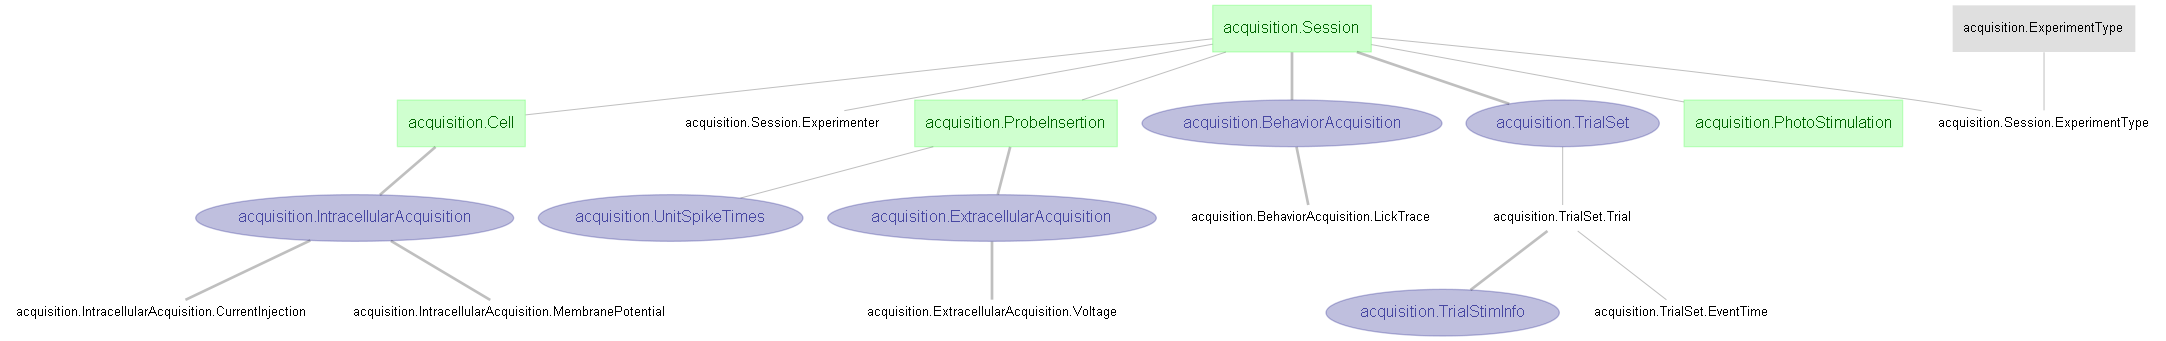 acquisition.Session
acquisition.ExperimentType
acquisition.Cell
acquisition.Session.Experimenter
acquisition.ProbeInsertion
acquisition.BehaviorAcquisition
acquisition.TrialSet
acquisition.PhotoStimulation
acquisition.Session.ExperimentType
acquisition.IntracellularAcquisition
acquisition.UnitSpikeTimes
acquisition.ExtracellularAcquisition
acquisition.BehaviorAcquisition.LickTrace
acquisition.TrialSet.Trial
acquisition.IntracellularAcquisition.CurrentInjection
acquisition.IntracellularAcquisition.MembranePotential
acquisition.ExtracellularAcquisition.Voltage
acquisition.TrialStimInfo
acquisition.TrialSet.EventTime